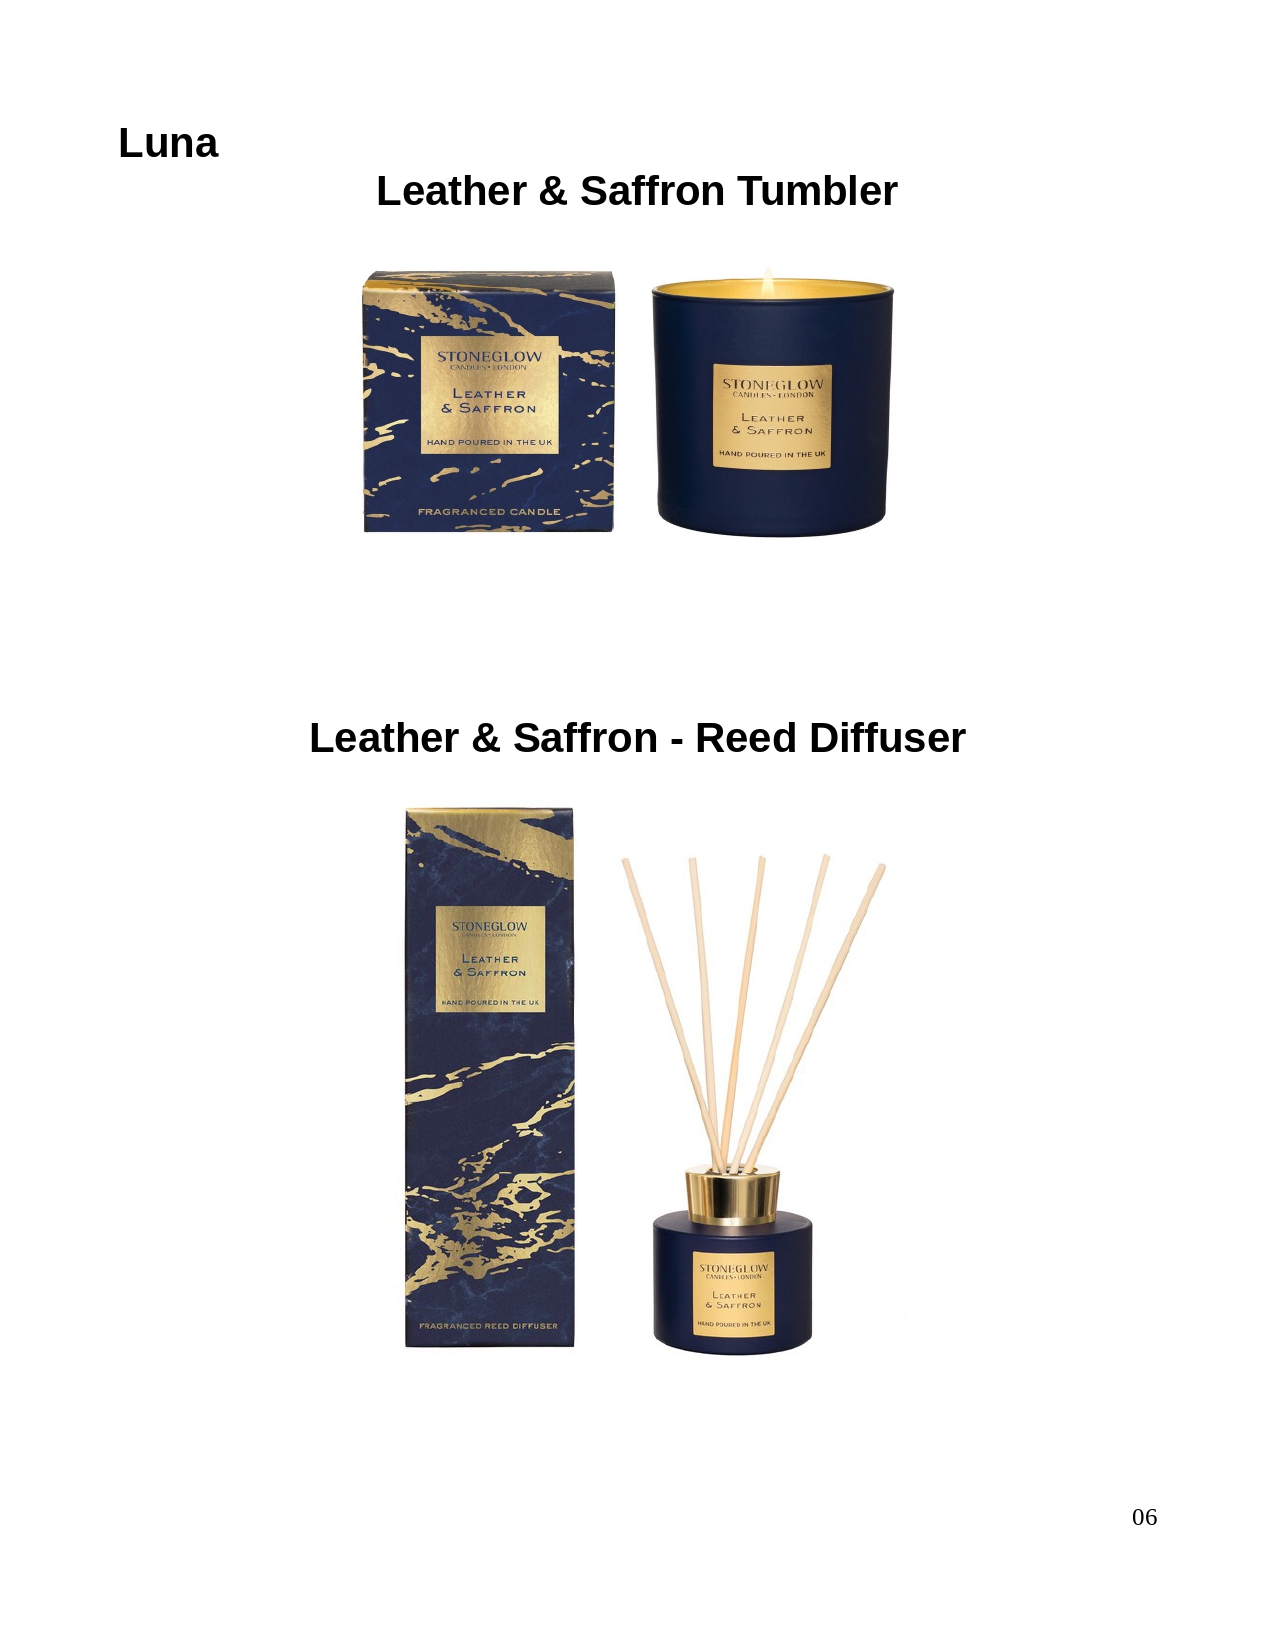 Luna
Leather & Saffron Tumbler
STONEGLOW
CANDLES • LONDON
LEATHER
& SAFFRON
HAND POURED IN THE UK
FRAGRANCED CANDLE
STONEGLOW
CANDLES • LONDON
LEATHER
& SAFFRON
HAND POURED IN THE UK
Leather & Saffron - Reed Diffuser
STONEGLOW
CANDLES • LONDON
LEATHER
& SAFFRON
HAND POURED IN THE UK
FRAGRANCED REED DIFFUSER
STONEGLOW
CANDLES • LONDON
LEATHER
& SAFFRON
HAND POURED IN THE UK
06